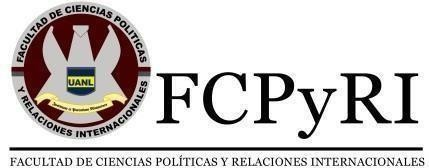 FACULTAD DE CIENCIAS POLITICAS
Y RELACIONES INTERNACIONALES
UANL
FCPyRI
FACULTAD DE CIENCIAS POLÍTICAS Y RELACIONES INTERNACIONALES